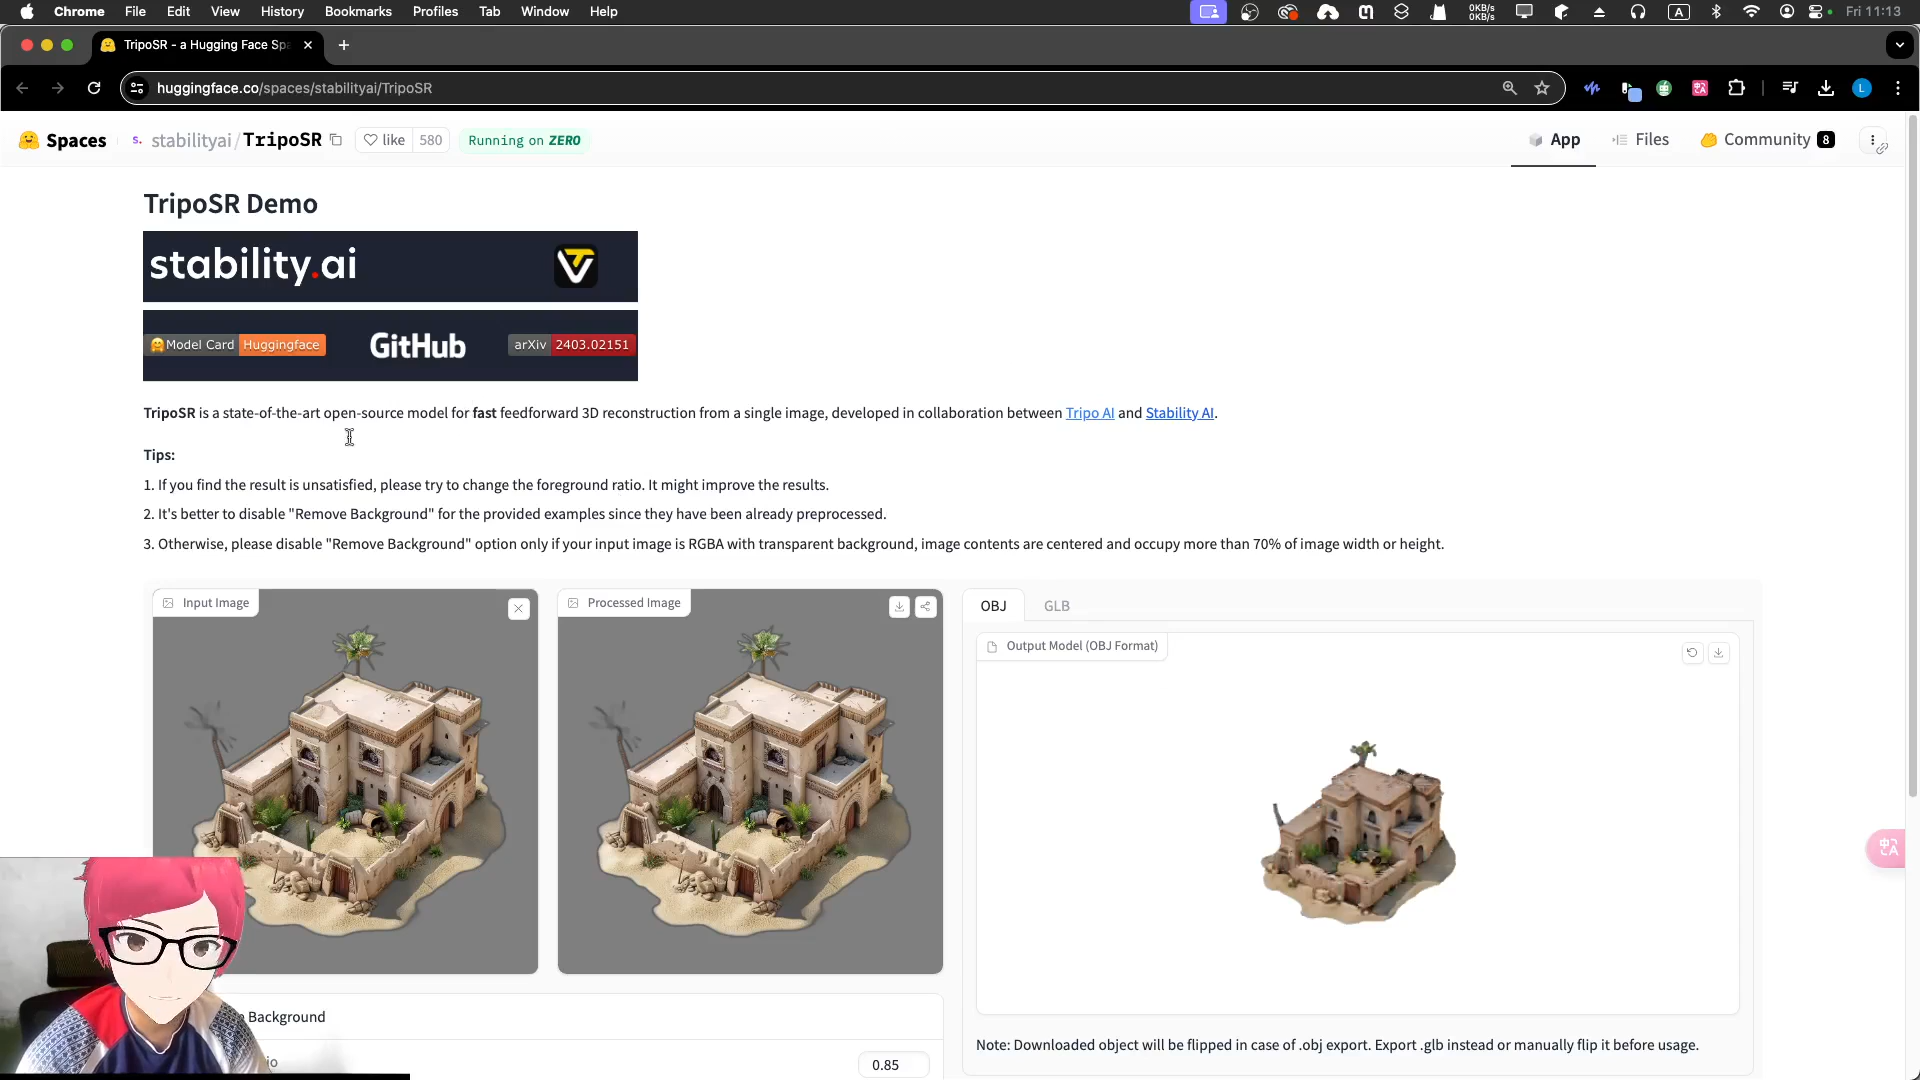 Chrome File Edit View History Bookmarks Profiles Tab Window Help
0KB/s
0KB/s
A
Fri 11:13
TripoSR - a Hugging Face Spa
huggingface.co/spaces/stabilityai/TripoSR
L
Spaces
s. stabilityai/TripoSR
like 580
Running on ZERO
App
Files
Community 8
TripoSR Demo
stability.ai
Model Card Huggingface
GitHub
arXiv 2403.02151
TripoSR is a state-of-the-art open-source model for fast feedforward 3D reconstruction from a single image, developed in collaboration between Tripo AI and Stability AI.
Tips:
1. If you find the result is unsatisfied, please try to change the foreground ratio. It might improve the results.
2. It's better to disable "Remove Background" for the provided examples since they have been already preprocessed.
3. Otherwise, please disable "Remove Background" option only if your input image is RGBA with transparent background, image contents are centered and occupy more than 70% of image width or height.
Input Image
Processed Image
OBJ
GLB
Output Model (OBJ Format)
Background
io
0.85
Note: Downloaded object will be flipped in case of .obj export. Export .glb instead or manually flip it before usage.